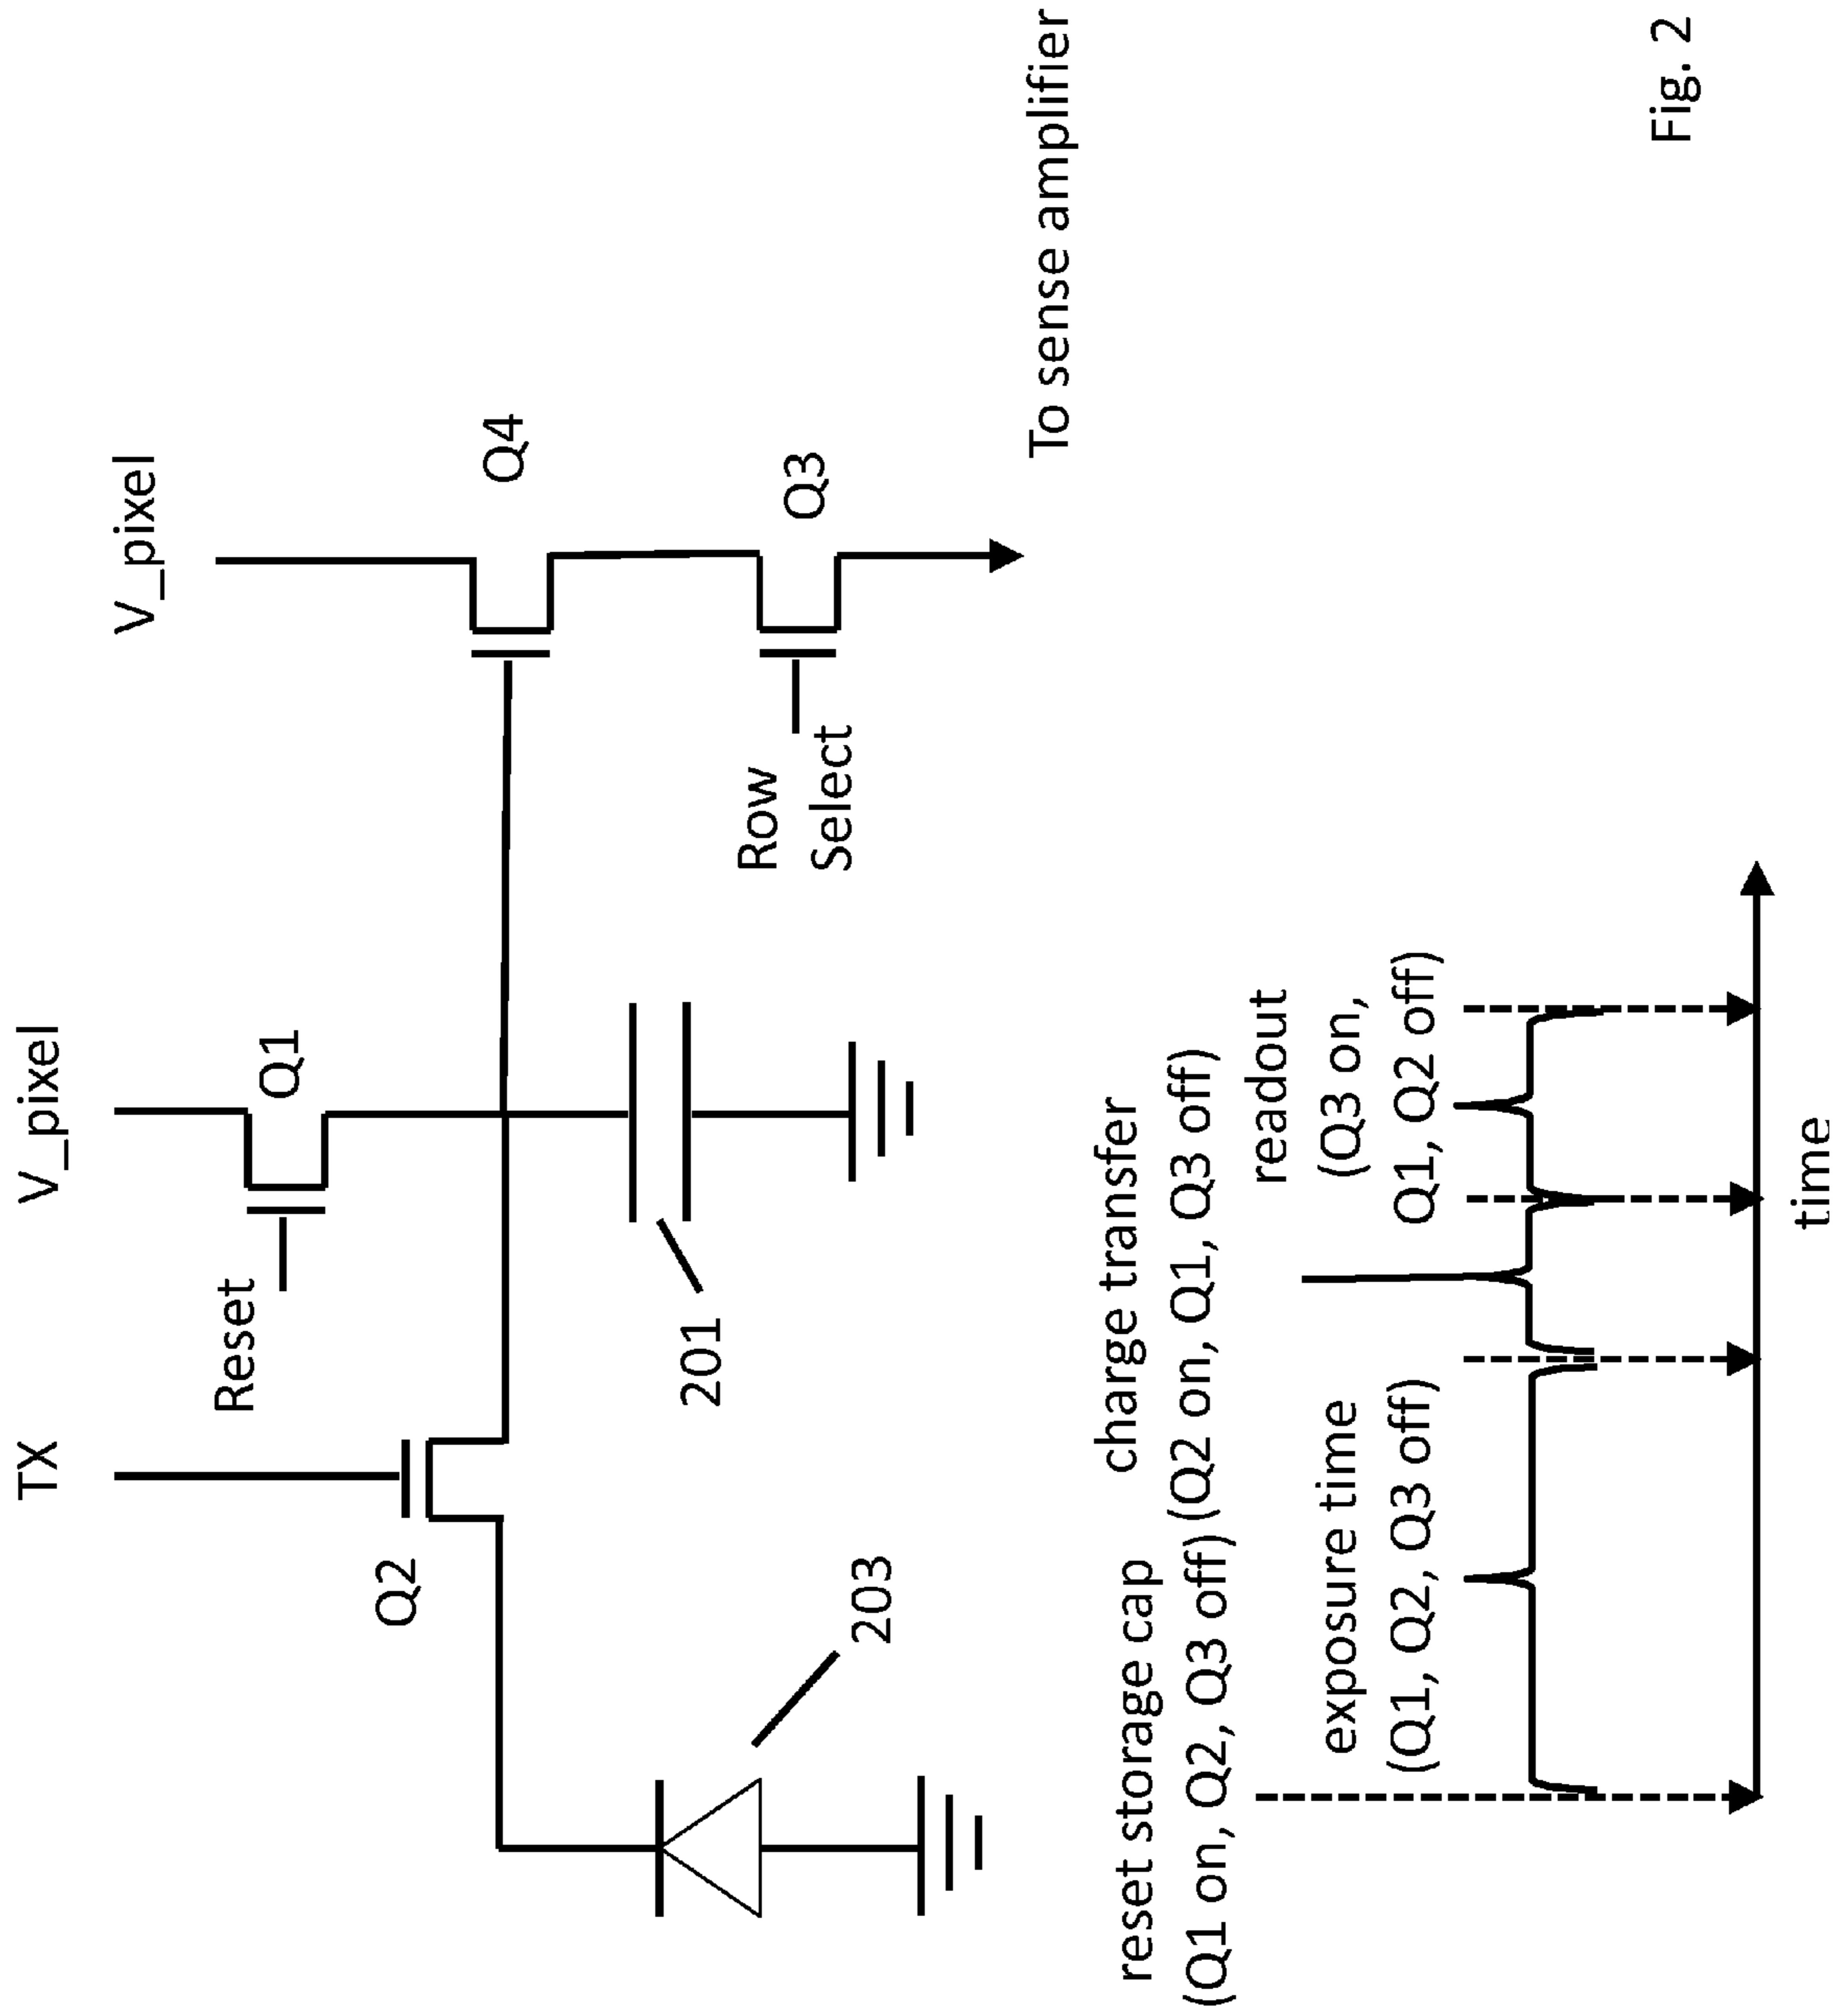 TX
V_pixel
V_pixel
Reset
Q1
Q2
Q4
201
Row
Select
Q3
203
To sense amplifier
reset storage cap
(Q1 on, Q2, Q3 off)
charge transfer
(Q2 on, Q1, Q3 off)
exposure time
(Q1, Q2, Q3 off)
readout
(Q3 on,
Q1, Q2 off)
time
Fig. 2